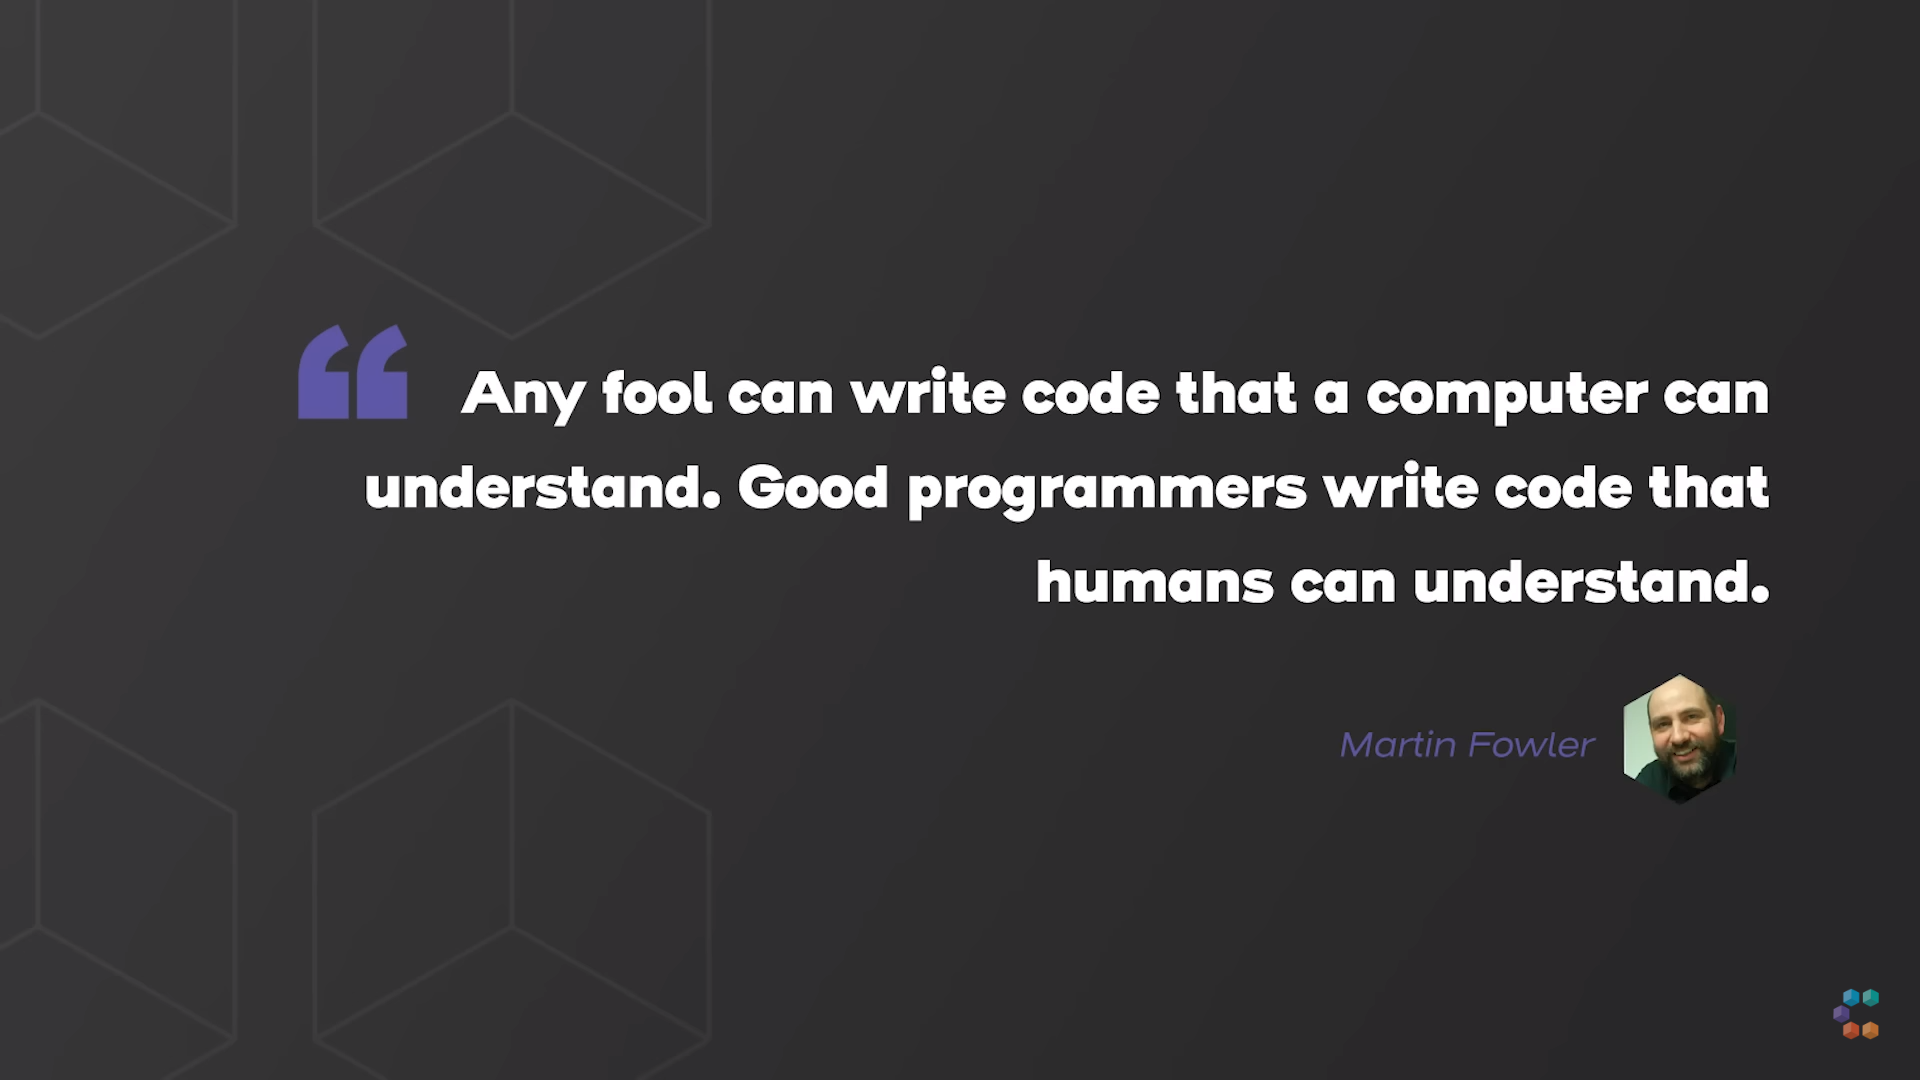 “ Any fool can write code that a computer can
understand. Good programmers write code that
humans can understand.
Martin Fowler